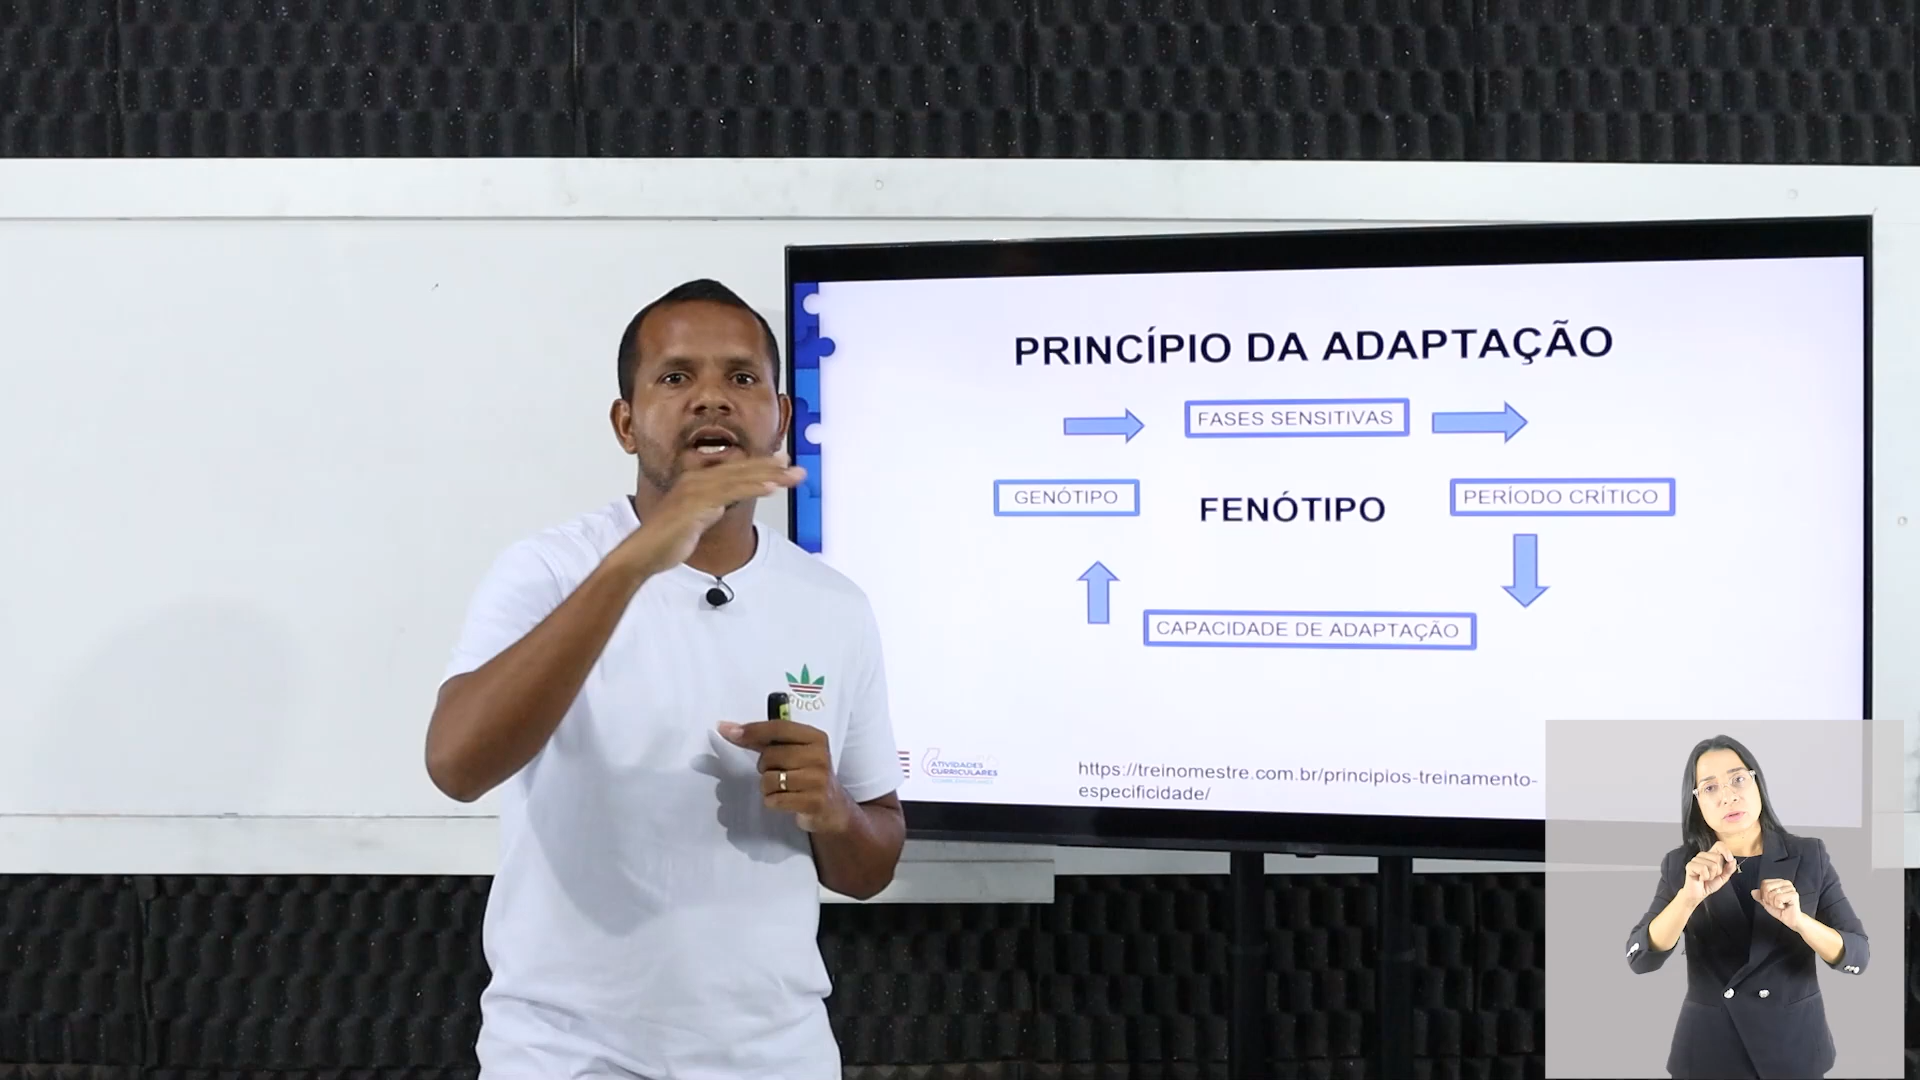 PRINCÍPIO DA ADAPTAÇÃO
FASES SENSITIVAS
GENÓTIPO
FENÓTIPO
PERÍODO CRÍTICO
CAPACIDADE DE ADAPTAÇÃO
GUCCI
ATIVIDADES
CURRICULARES
https://treinomestre.com.br/principios-treinamento-
especificidade/